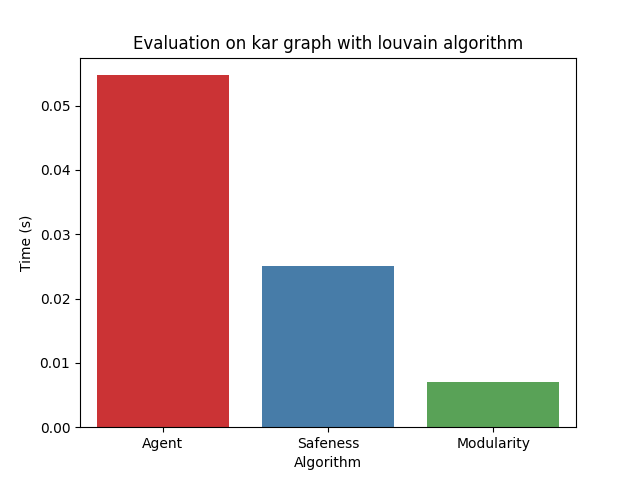 Evaluation on kar graph with louvain algorithm
0.05
0.04
0.03
0.02
0.01
0.00
Time (s)
Agent
Safeness
Modularity
Algorithm